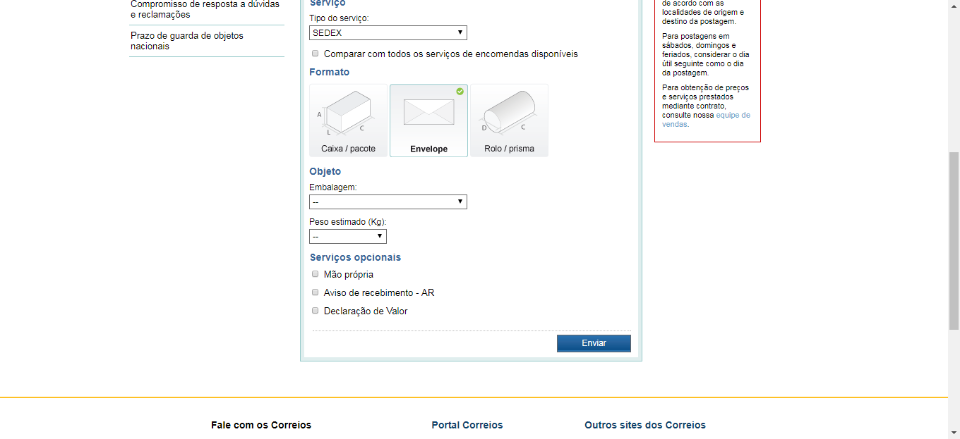 Compromisso de resposta a dúvidas
e reclamações
Prazo de guarda de objetos
nacionais
Serviço
Tipo do serviço:
SEDEX
Comparar com todos os serviços de encomendas disponíveis
Formato
A
L
C
Caixa / pacote
Envelope
D
C
Rolo / prisma
Objeto
Embalagem:
--
Peso estimado (Kg):
--
Serviços opcionais
Mão própria
Aviso de recebimento - AR
Declaração de Valor
Enviar
de acordo com as
localidades de origem e
destino da postagem.
Para postagens em
sábados, domingos e
feriados, considerar o dia
útil seguinte como o dia
da postagem.
Para obtenção de preços
e serviços prestados
mediante contrato,
consulte nossa equipe de
vendas.
Fale com os Correios
Portal Correios
Outros sites dos Correios